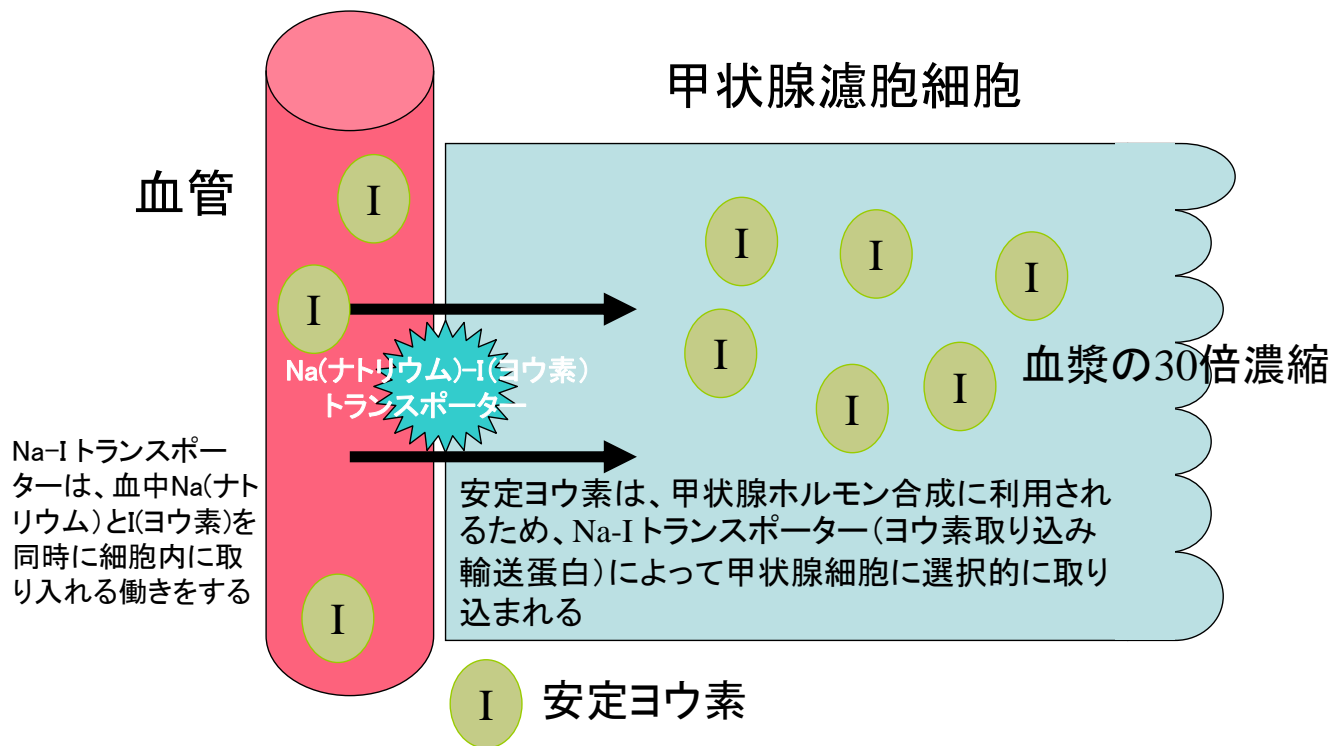 甲状腺濾胞細胞
血管
I
I
I
I
I
I
Na(ナトリウム)-I(ヨウ素)
トランスポーター
I
血漿の30倍濃縮
I
I
Na-I トランスポー
ターは、血中Na(ナト
リウム)とI(ヨウ素)を
同時に細胞内に取
り入れる働きをする
安定ヨウ素は、甲状腺ホルモン合成に利用され
るため、Na-I トランスポーター(ヨウ素取り込み
輸送蛋白)によって甲状腺細胞に選択的に取り
込まれる
I
I 安定ヨウ素